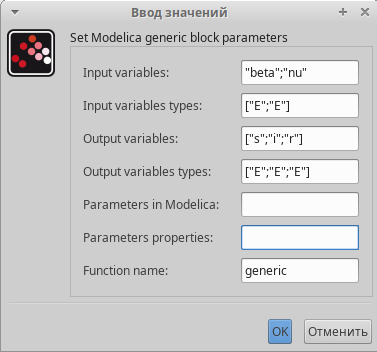 Ввод значений
Set Modelica generic block parameters
Input variables: "beta";"nu"
Input variables types: ["E";"E"]
Output variables: ["s";"i";"r"]
Output variables types: ["E";"E";"E"]
Parameters in Modelica:
Parameters properties:
Function name: generic
OK Отменить